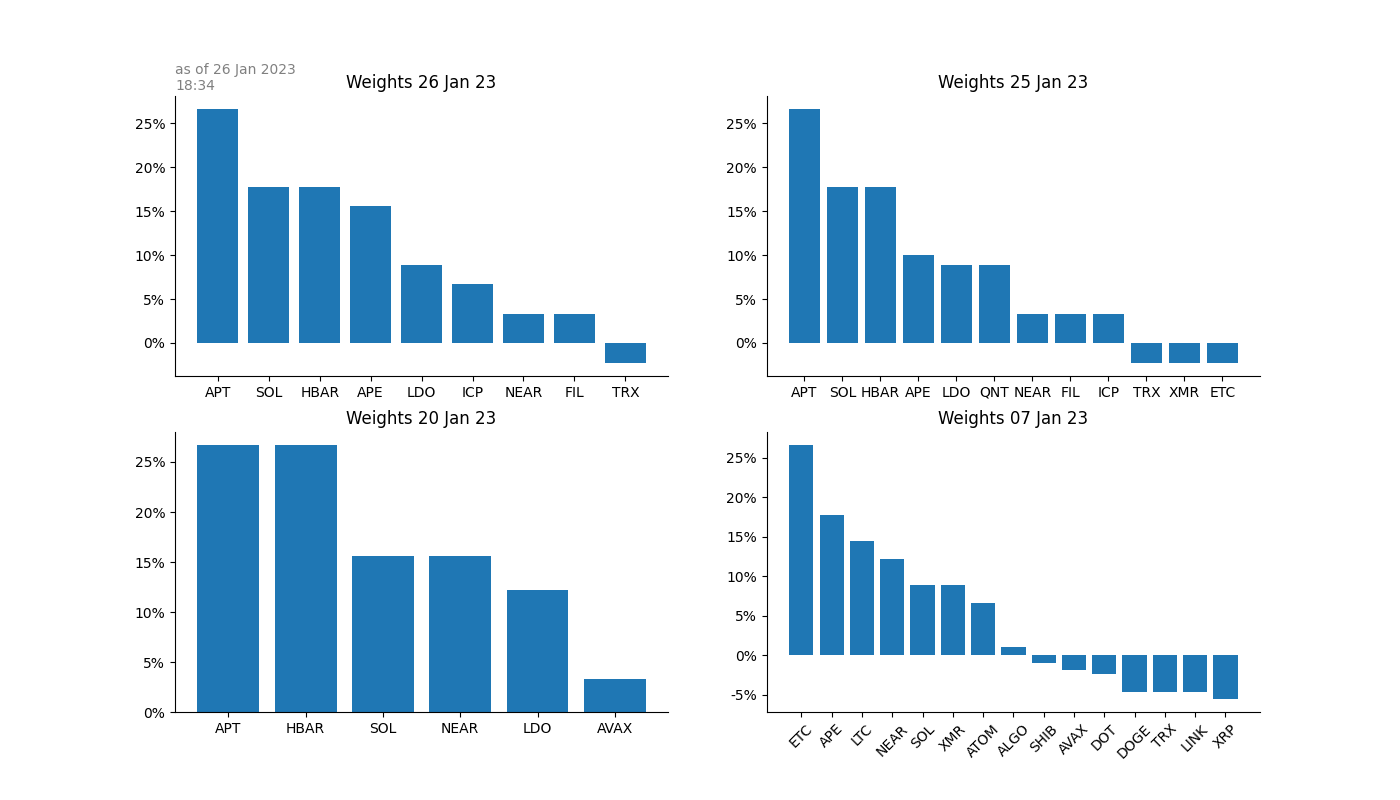 as of 26 Jan 2023
18:34
Weights 26 Jan 23
25%
20%
15%
10%
5%
0%
APT SOL HBAR APE LDO ICP NEAR FIL TRX
Weights 25 Jan 23
25%
20%
15%
10%
5%
0%
APT SOL HBAR APE LDO QNT NEAR FIL ICP TRX XMR ETC
Weights 20 Jan 23
25%
20%
15%
10%
5%
0%
APT HBAR SOL NEAR LDO AVAX
Weights 07 Jan 23
25%
20%
15%
10%
5%
0%
-5%
ETC APE LTC NEAR SOL XMR ATOM ALGO SHIB AVAX DOT DOGE TRX LINK XRP